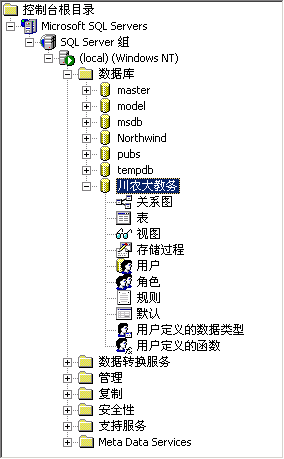 控制台根目录
Microsoft SQL Servers
SQL Server 组
(local) (Windows NT)
数据库
master
model
msdb
Northwind
pubs
tempdb
川农大教务
关系图
表
视图
存储过程
用户
角色
规则
默认
用户定义的数据类型
用户定义的函数
数据转换服务
管理
复制
安全性
支持服务
Meta Data Services